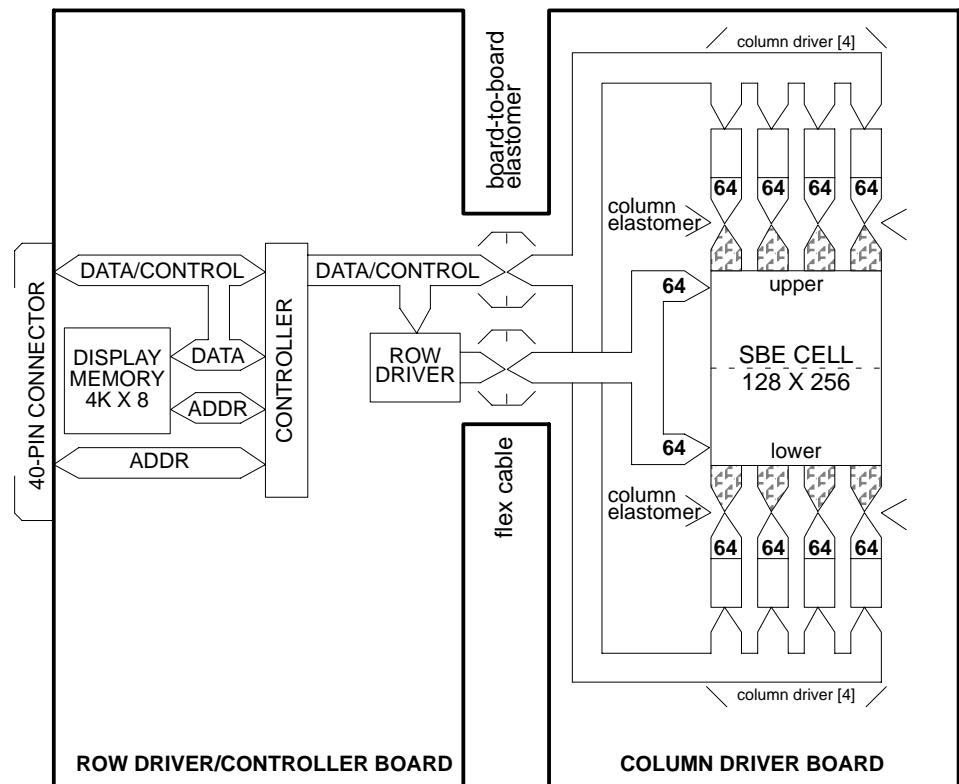 column driver [4]
board-to-board
elastomer
64 64 64 64
column
elastomer
DATA/CONTROL
DATA/CONTROL
64
upper
40-PIN CONNECTOR
CONTROLLER
DISPLAY
MEMORY
4K X 8
DATA
ROW
DRIVER
SBE CELL
128 X 256
ADDR
ADDR
64
lower
flex cable
column
elastomer
64 64 64 64
column driver [4]
ROW DRIVER/CONTROLLER BOARD
COLUMN DRIVER BOARD